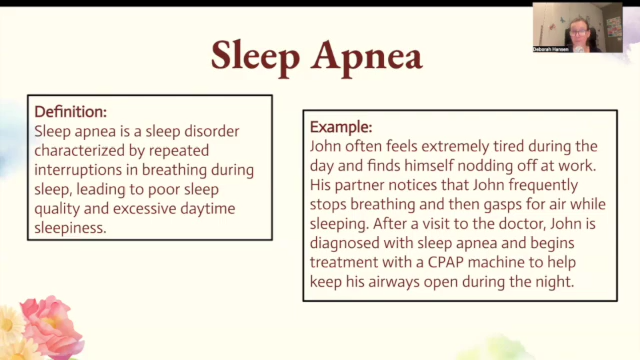 Sleep Apnea
Deborah Hansen
Definition:
Sleep apnea is a sleep disorder
characterized by repeated
interruptions in breathing during
sleep, leading to poor sleep
quality and excessive daytime
sleepiness.
Example:
John often feels extremely tired during the
day and finds himself nodding off at work.
His partner notices that John frequently
stops breathing and then gasps for air while
sleeping. After a visit to the doctor, John is
diagnosed with sleep apnea and begins
treatment with a CPAP machine to help
keep his airways open during the night.